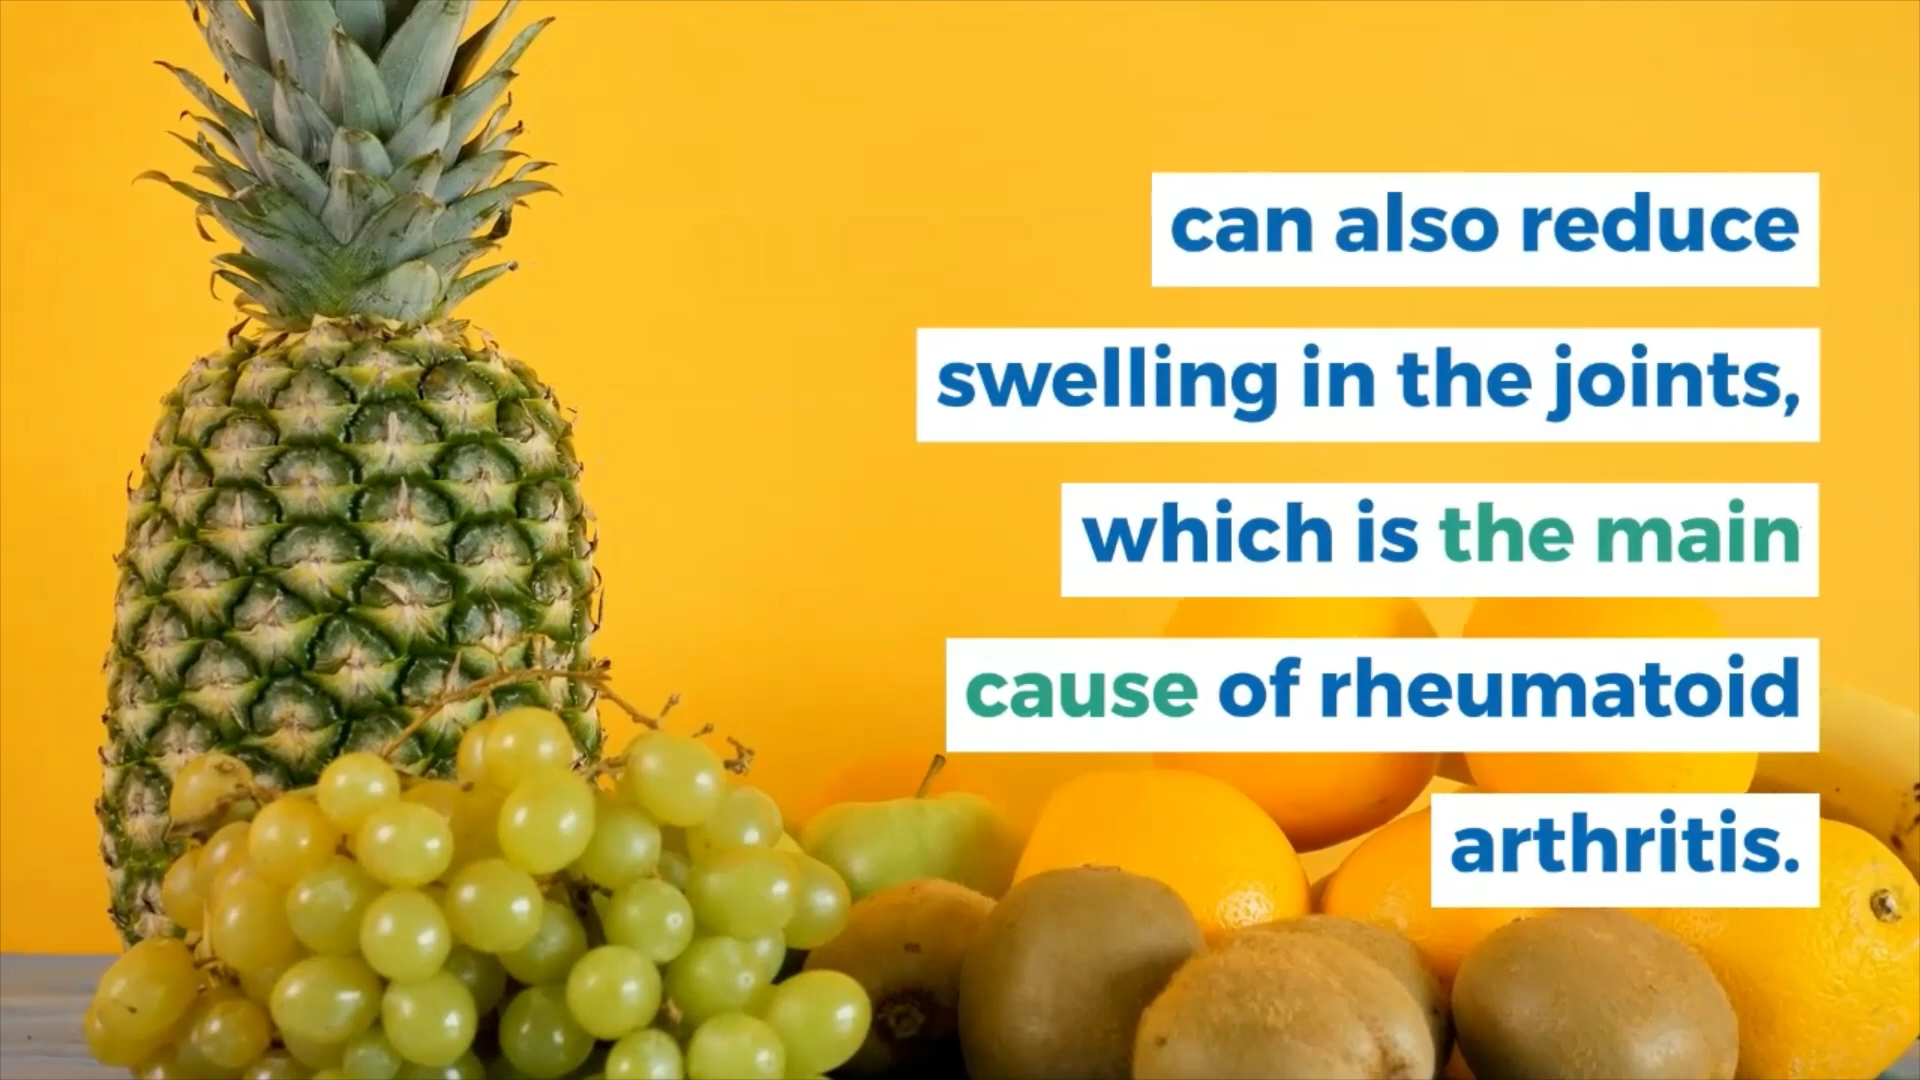 can also reduce
swelling in the joints,
which is the main
cause of rheumatoid
arthritis.